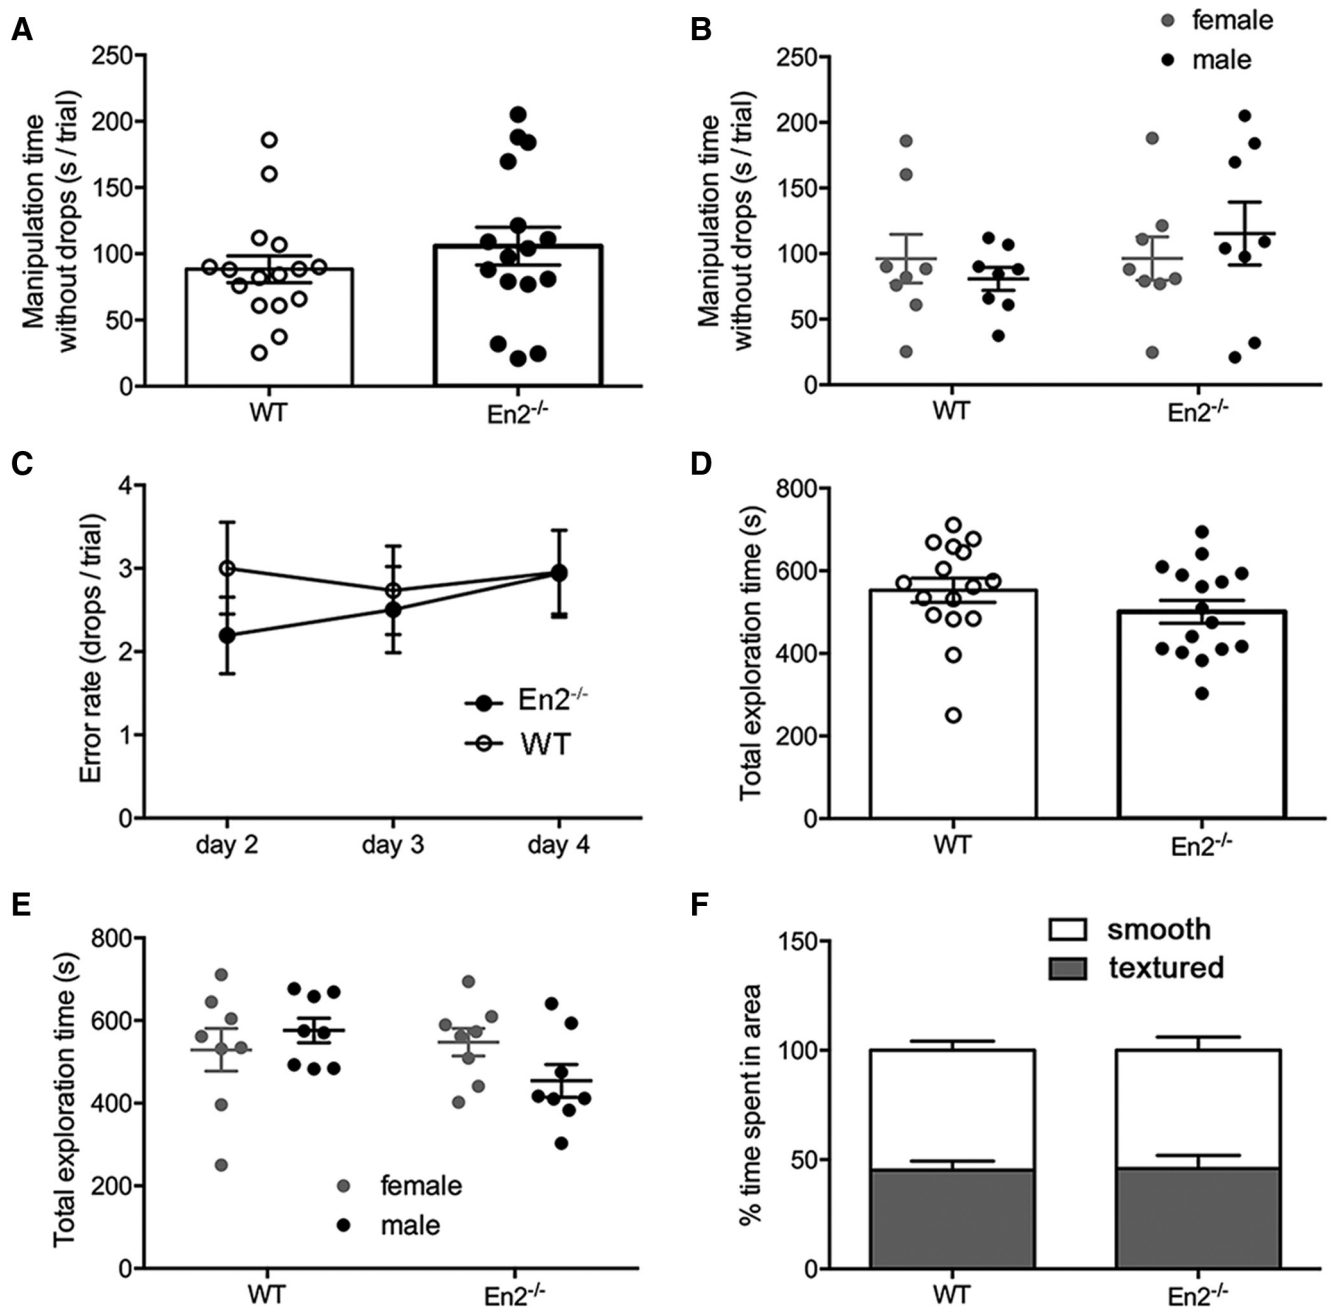 A
Manipulation time
without drops (s / trial)
250
200
150
100
50
0
WT
En2-/-
B
female
male
Manipulation time
without drops (s / trial)
250
200
150
100
50
0
WT
En2-/-
C
Error rate (drops / trial)
4
3
2
1
0
En2-/-
WT
day 2
day 3
day 4
D
Total exploration time (s)
800
600
400
200
0
WT
En2-/-
E
Total exploration time (s)
800
600
400
200
0
female
male
WT
En2-/-
F
smooth
textured
% time spent in area
150
100
50
0
WT
En2-/-